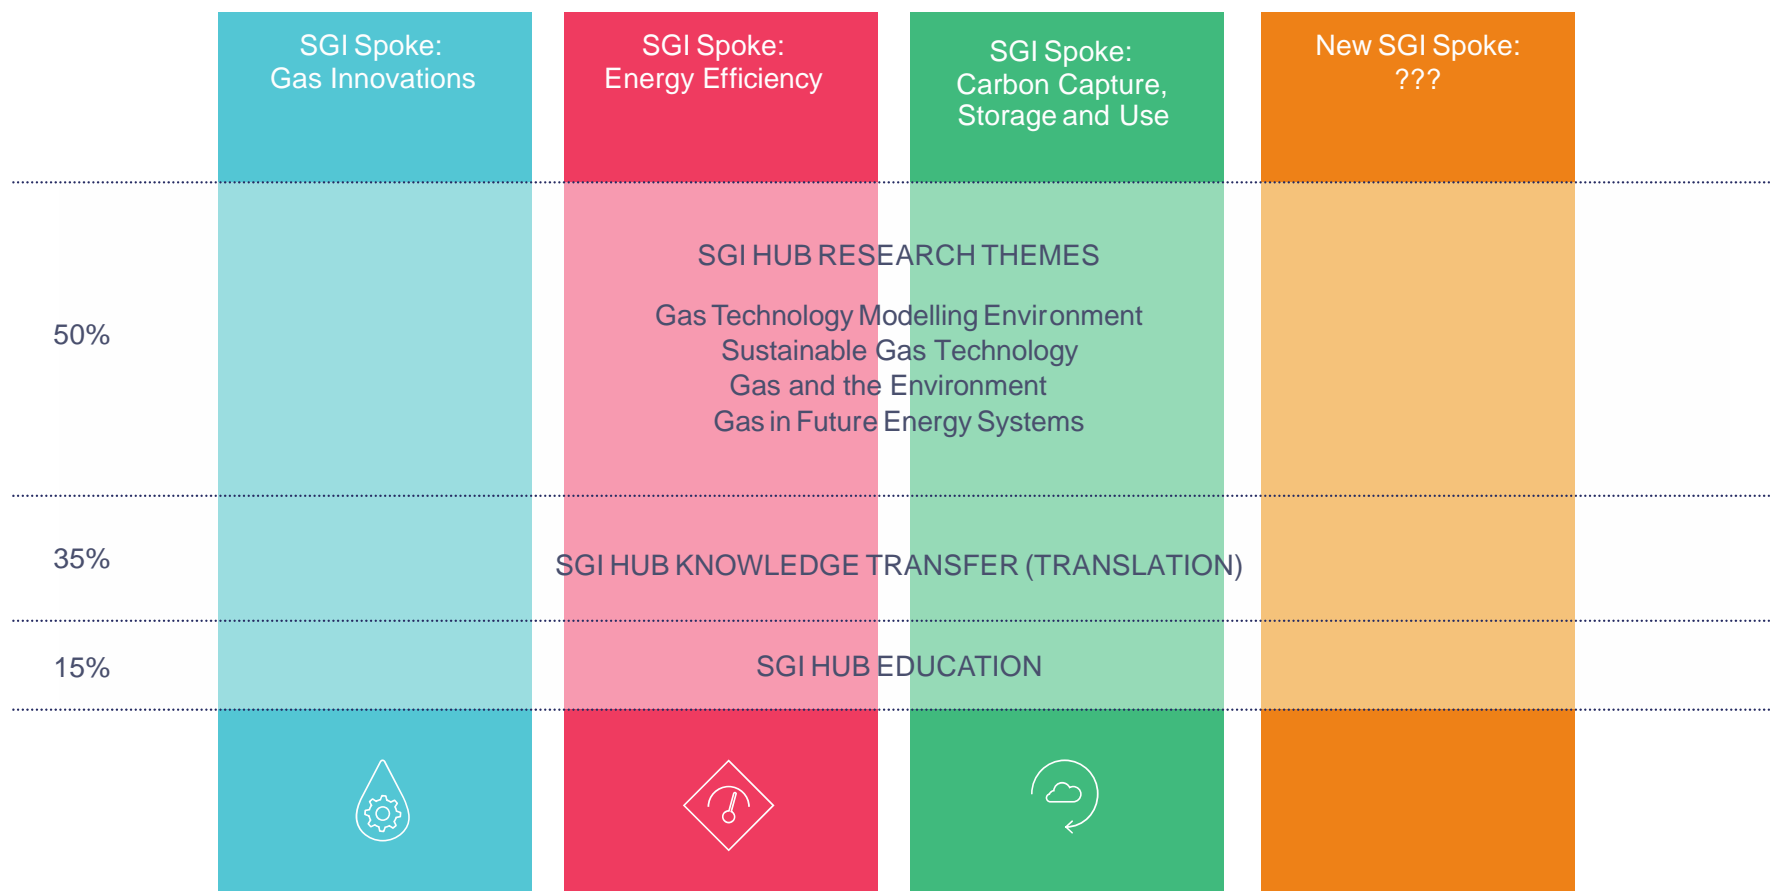 SGI Spoke:
Gas Innovations
SGI Spoke:
Energy Efficiency
SGI Spoke:
Carbon Capture,
Storage and Use
New SGI Spoke:
???
50%
SGI HUB RESEARCH THEMES
Gas Technology Modelling Environment
Sustainable Gas Technology
Gas and the Environment
Gas in Future Energy Systems
35%
SGI HUB KNOWLEDGE TRANSFER (TRANSLATION)
15%
SGI HUB EDUCATION